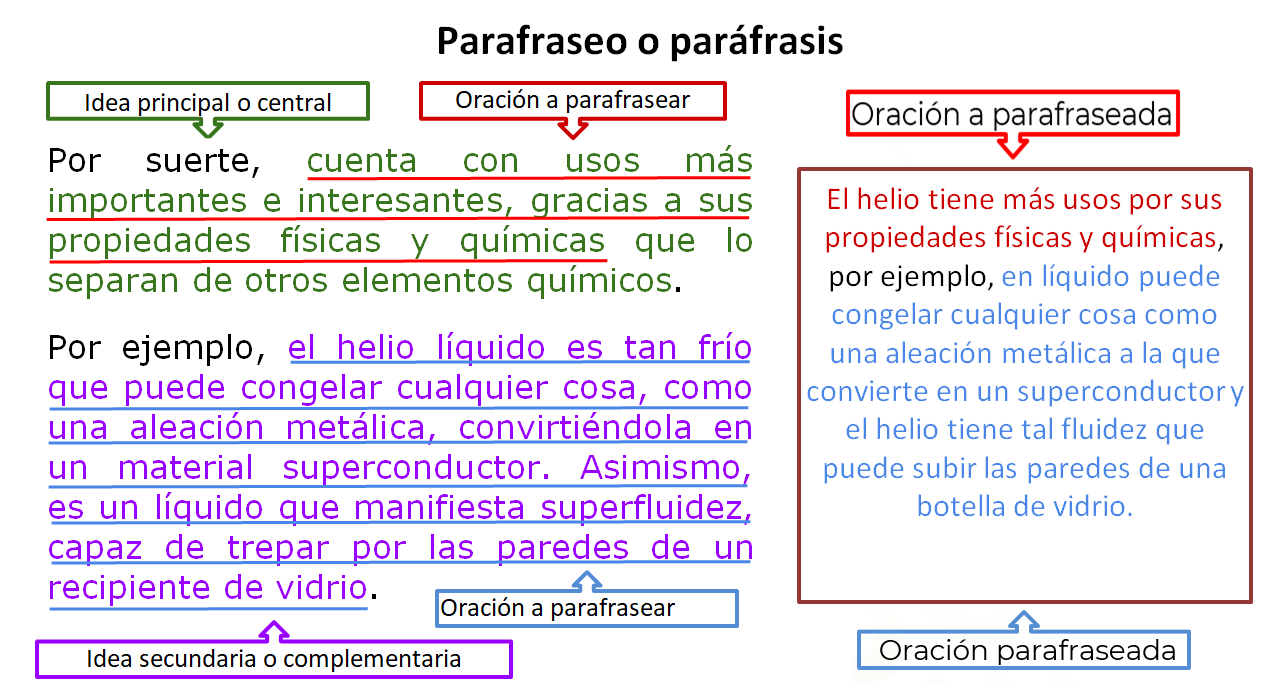 Parafraseo o paráfrasis
Idea principal o central
Oración a parafrasear
Por suerte, cuenta con usos más
importantes e interesantes, gracias a sus
propiedades físicas y químicas que lo
separan de otros elementos químicos.
Por ejemplo, el helio líquido es tan frío
que puede congelar cualquier cosa, como
una aleación metálica, convirtiéndola en
un material superconductor. Asimismo,
es un líquido que manifiesta superfluidez,
capaz de trepar por las paredes de un
recipiente de vidrio.
Oración a parafrasear
Idea secundaria o complementaria
Oración a parafraseada
El helio tiene más usos por sus
propiedades físicas y químicas,
por ejemplo, en líquido puede
congelar cualquier cosa como
una aleación metálica a la que
convierte en un superconductor y
el helio tiene tal fluidez que
puede subir las paredes de una
botella de vidrio.
Oración parafraseada